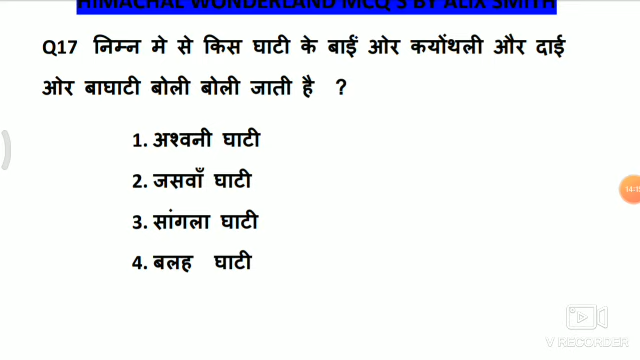 HIMACHAL WONDERLAND MCQ'S BY ALIX SMITH
Q17 निम्न मे से किस घाटी के बाईं ओर कयोंथली और दाई
ओर बाघाटी बोली बोली जाती है ?
1. अश्वनी घाटी
2. जसवाँ घाटी
3. सांगला घाटी
4. बलह घाटी
V RECORDER